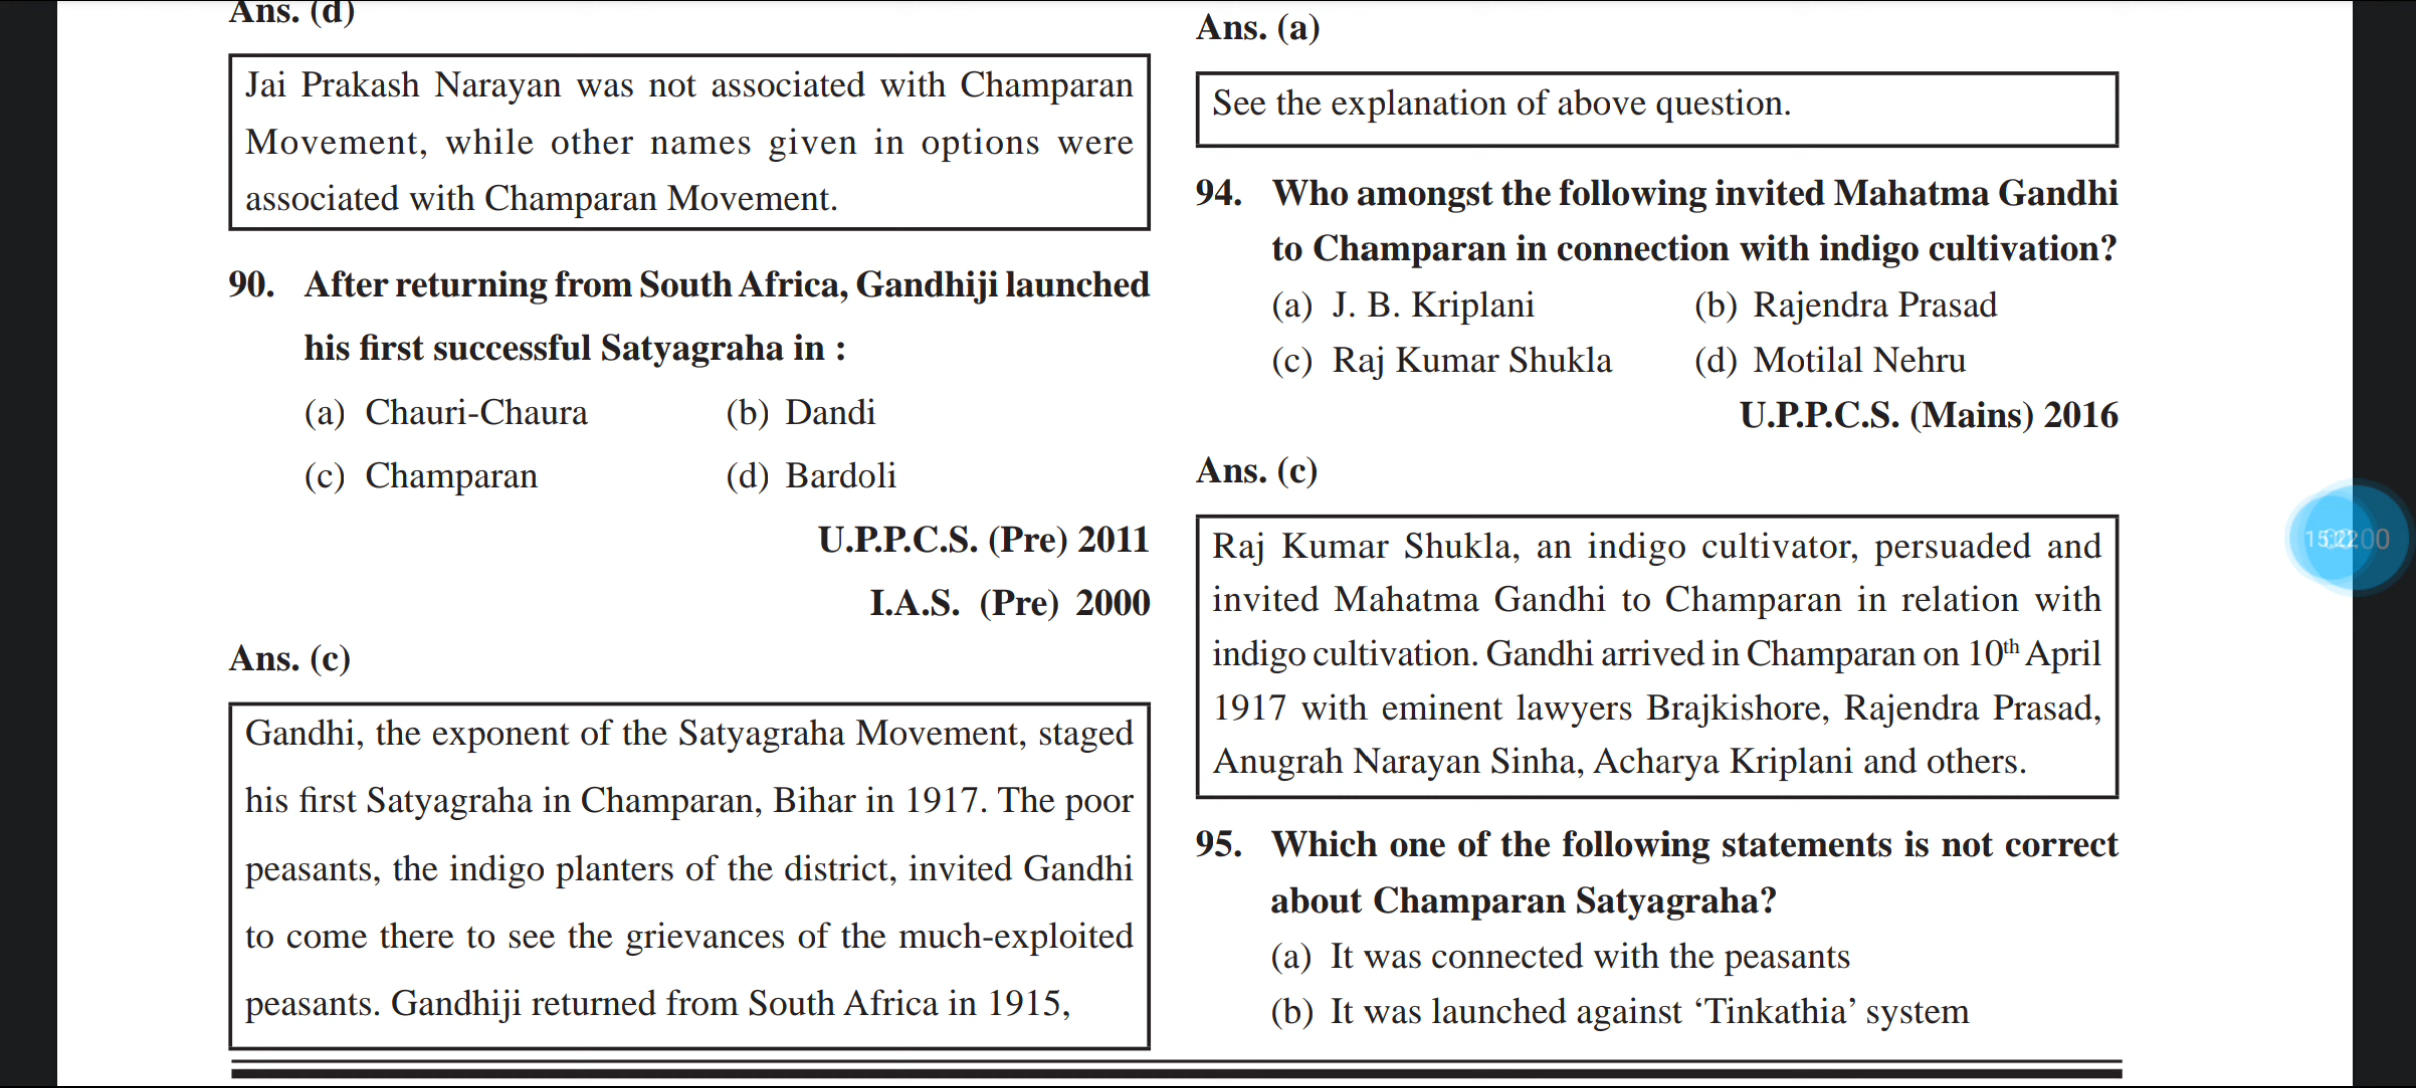 Ans. (d)
Jai Prakash Narayan was not associated with Champaran
Movement, while other names given in options were
associated with Champaran Movement.
90. After returning from South Africa, Gandhiji launched
his first successful Satyagraha in :
(a) Chauri-Chaura (b) Dandi
(c) Champaran (d) Bardoli
U.P.P.C.S. (Pre) 2011
I.A.S. (Pre) 2000
Ans. (c)
Gandhi, the exponent of the Satyagraha Movement, staged
his first Satyagraha in Champaran, Bihar in 1917. The poor
peasants, the indigo planters of the district, invited Gandhi
to come there to see the grievances of the much-exploited
peasants. Gandhiji returned from South Africa in 1915,
Ans. (a)
See the explanation of above question.
94. Who amongst the following invited Mahatma Gandhi
to Champaran in connection with indigo cultivation?
(a) J. B. Kriplani (b) Rajendra Prasad
(c) Raj Kumar Shukla (d) Motilal Nehru
U.P.P.C.S. (Mains) 2016
Ans. (c)
Raj Kumar Shukla, an indigo cultivator, persuaded and
invited Mahatma Gandhi to Champaran in relation with
indigo cultivation. Gandhi arrived in Champaran on 10th April
1917 with eminent lawyers Brajkishore, Rajendra Prasad,
Anugrah Narayan Sinha, Acharya Kriplani and others.
95. Which one of the following statements is not correct
about Champaran Satyagraha?
(a) It was connected with the peasants
(b) It was launched against ‘Tinkathia’ system